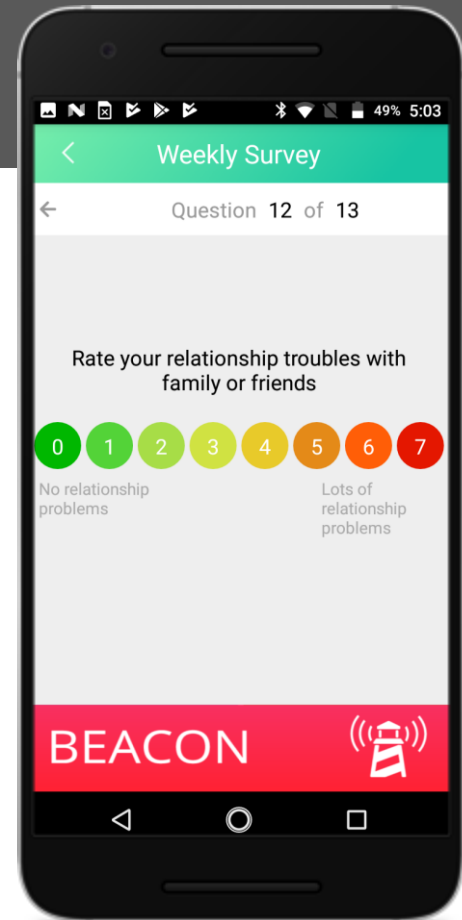 49% 5:03
Weekly Survey
Question 12 of 13
Rate your relationship troubles with
family or friends
0 1 2 3 4 5 6 7
No relationship
problems
Lots of
relationship
problems
BEACON